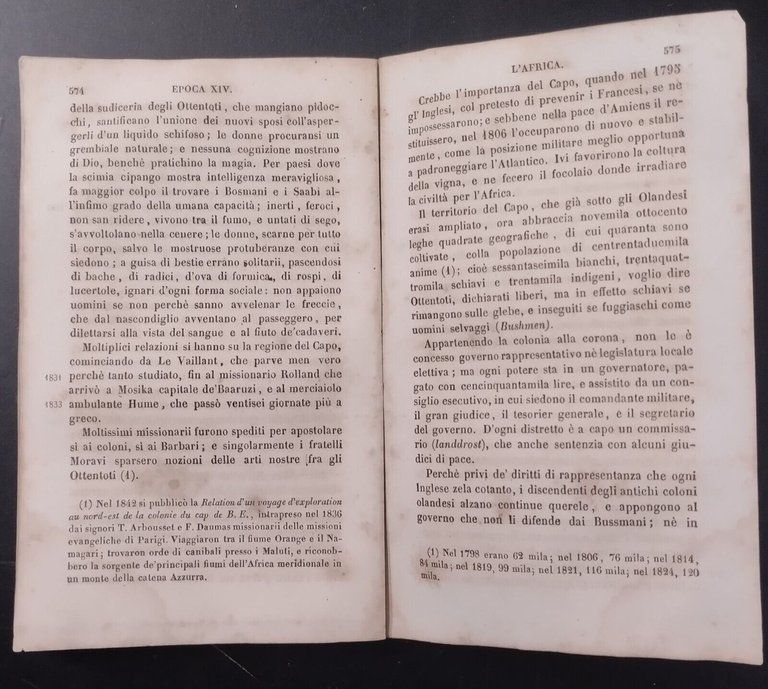 574 EPOCA XIV.
della sudiceria degli Ottentoti, che mangiano pidoc-
chi, santificano l'unione dei nuovi sposi coll'asper-
gerli d'un liquido schifoso; le donne procuransi un
grembiale naturale; e nessuna cognizione mostrano
di Dio, benchè pratichino la magia. Per paesi dove
la scimia cipango mostra intelligenza meravigliosa,
fa maggior colpo il trovare i Bosmani e i Saabi al-
l'infimo grado della umana capacità; inerti, feroci,
non san ridere, vivono tra il fumo, e untati di sego,
s'avvoltolano nella cenere; le donne, scarne per tutto
il corpo, salvo le mostruose protuberanze con cui
siedono; a guisa di bestie errano solitarii, pascendosi
di bache, di radici, d'ova di formica, di rospi, di
lucertole, ignari d'ogni forma sociale: non appaiono
uomini se non perchè sanno avvelenar le freccie,
che dal nascondiglio avventano al passeggero, per
dilettarsi alla vista del sangue e al fiuto de'cadaveri.
Moltiplici relazioni si hanno su la regione del Capo,
cominciando da Le Vaillant, che parve men vero
1831 perchè tanto studiato, fin al missionario Rolland che
arrivò a Mosika capitale de'Baaruzi, e al merciaiolo
1833 ambulante Hume, che passò ventisei giornate più a
greco.
Moltissimi missionarii furono spediti per apostolare
sì ai coloni, sì ai Barbari; e singolarmente i fratelli
Moravi sparsero nozioni delle arti nostre fra gli
Ottentoti (1).
(1) Nel 1842 si pubblicò la Relation d'un voyage d'exploration
au nord-est de la colonie du cap de B. E., intrapreso nel 1836
dai signori T. Arbousset e F. Daumas missionarii delle missioni
evangeliche di Parigi. Viaggiaron tra il fiume Orange e il Na-
magari; trovaron orde di canibali presso i Maluti, e riconob-
bero la sorgente de'principali fiumi dell'Africa meridionale in
un monte della catena Azzurra.
L'AFRICA. 575
Crebbe l'importanza del Capo, quando nel 1795
gl'Inglesi, col pretesto di prevenir i Francesi, se ne
impossessarono; e sebbene nella pace d'Amiens il re-
stituissero, nel 1806 l'occuparono di nuovo e stabil-
mente, come la posizione militare meglio opportuna
a padroneggiare l'Atlantico. Ivi favorirono la coltura
della vigna, e ne fecero il focolaio donde irradiare
la civiltà per l'Africa.
Il territorio del Capo, che già sotto gli Olandesi
erasi ampliato, ora abbraccia novemila ottocento
leghe quadrate geografiche, di cui quaranta sono
coltivate, colla popolazione di centrentaduemila
anime (1); cioè sessantaseimila bianchi, trentaquat-
tromila schiavi e trentamila indigeni, voglio dire
Ottentoti, dichiarati liberi, ma in effetto schiavi se
rimangono sulle glebe, e inseguiti se fuggiaschi come
uomini selvaggi (Bushmen).
Appartenendo la colonia alla corona, non le è
concesso governo rappresentativo nè legislatura locale
elettiva; ma ogni potere sta in un governatore, pa-
gato con cencinquantamila lire, e assistito da un con-
siglio esecutivo, in cui siedono il comandante militare,
il gran giudice, il tesorier generale, e il segretario
del governo. D'ogni distretto è a capo un commissa-
rio (landdrost), che anche sentenzia con alcuni giu-
dici di pace.
Perchè privi de' diritti di rappresentanza che ogni
Inglese zela cotanto, i discendenti degli antichi coloni
olandesi alzano continue querele, e appongono al
governo che non li difende dai Bussmani; nè in
(1) Nel 1798 erano 62 mila; nel 1806, 76 mila; nel 1814,
84 mila; nel 1819, 99 mila; nel 1821, 116 mila; nel 1824, 120
mila.